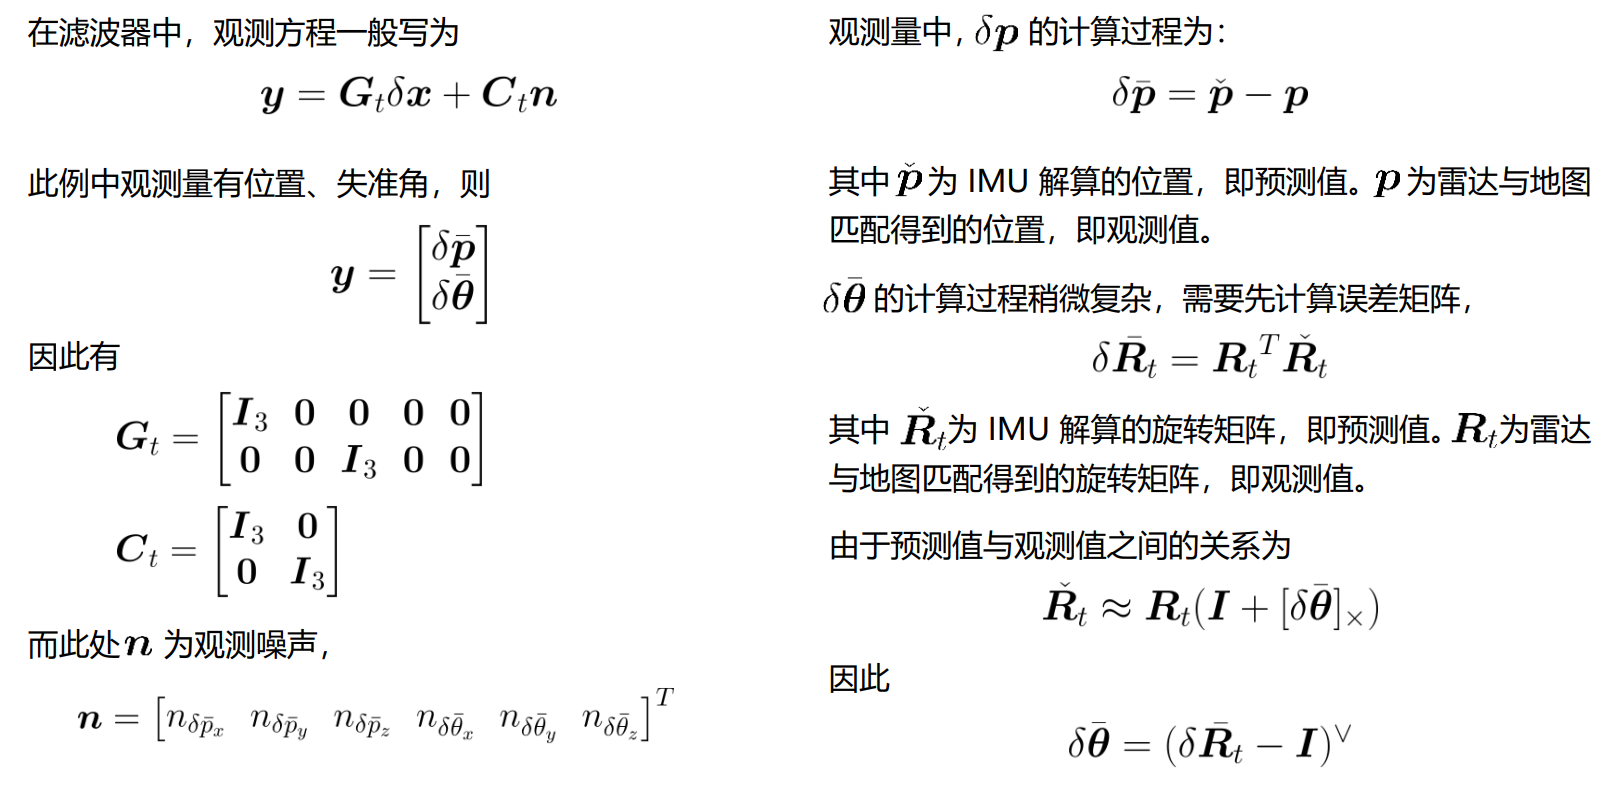 在滤波器中，观测方程一般写为
$\boldsymbol{y} = \boldsymbol{G}_t \delta \boldsymbol{x} + \boldsymbol{C}_t \boldsymbol{n}$
此例中观测量有位置、失准角，则
$\boldsymbol{y} = \begin{bmatrix} \delta \bar{\boldsymbol{p}} \\ \delta \bar{\boldsymbol{\theta}} \end{bmatrix}$
因此有
$\boldsymbol{G}_t = \begin{bmatrix} \boldsymbol{I}_3 & \boldsymbol{0} & \boldsymbol{0} & \boldsymbol{0} & \boldsymbol{0} \\ \boldsymbol{0} & \boldsymbol{0} & \boldsymbol{I}_3 & \boldsymbol{0} & \boldsymbol{0} \end{bmatrix}$
$\boldsymbol{C}_t = \begin{bmatrix} \boldsymbol{I}_3 & \boldsymbol{0} \\ \boldsymbol{0} & \boldsymbol{I}_3 \end{bmatrix}$
而此处 $\boldsymbol{n}$ 为观测噪声，
$\boldsymbol{n} = \begin{bmatrix} n_{\delta \bar{p}_x} & n_{\delta \bar{p}_y} & n_{\delta \bar{p}_z} & n_{\delta \bar{\theta}_x} & n_{\delta \bar{\theta}_y} & n_{\delta \bar{\theta}_z} \end{bmatrix}^T$
观测量中，$\delta \bar{\boldsymbol{p}}$ 的计算过程为：
$\delta \bar{\boldsymbol{p}} = \check{\boldsymbol{p}} - \boldsymbol{p}$
其中 $\check{\boldsymbol{p}}$ 为 IMU 解算的位置，即预测值。$\boldsymbol{p}$ 为雷达与地图
匹配得到的位置，即观测值。
$\delta \bar{\boldsymbol{\theta}}$ 的计算过程稍微复杂，需要先计算误差矩阵，
$\delta \bar{\boldsymbol{R}}_t = \boldsymbol{R}_t{}^T \check{\boldsymbol{R}}_t$
其中 $\check{\boldsymbol{R}}_t$ 为 IMU 解算的旋转矩阵，即预测值。$\boldsymbol{R}_t$ 为雷达
与地图匹配得到的旋转矩阵，即观测值。
由于预测值与观测值之间的关系为
$\check{\boldsymbol{R}}_t \approx \boldsymbol{R}_t (\boldsymbol{I} + [\delta \bar{\boldsymbol{\theta}}]_\times)$
因此
$\delta \bar{\boldsymbol{\theta}} = (\delta \bar{\boldsymbol{R}}_t - \boldsymbol{I})^\vee$